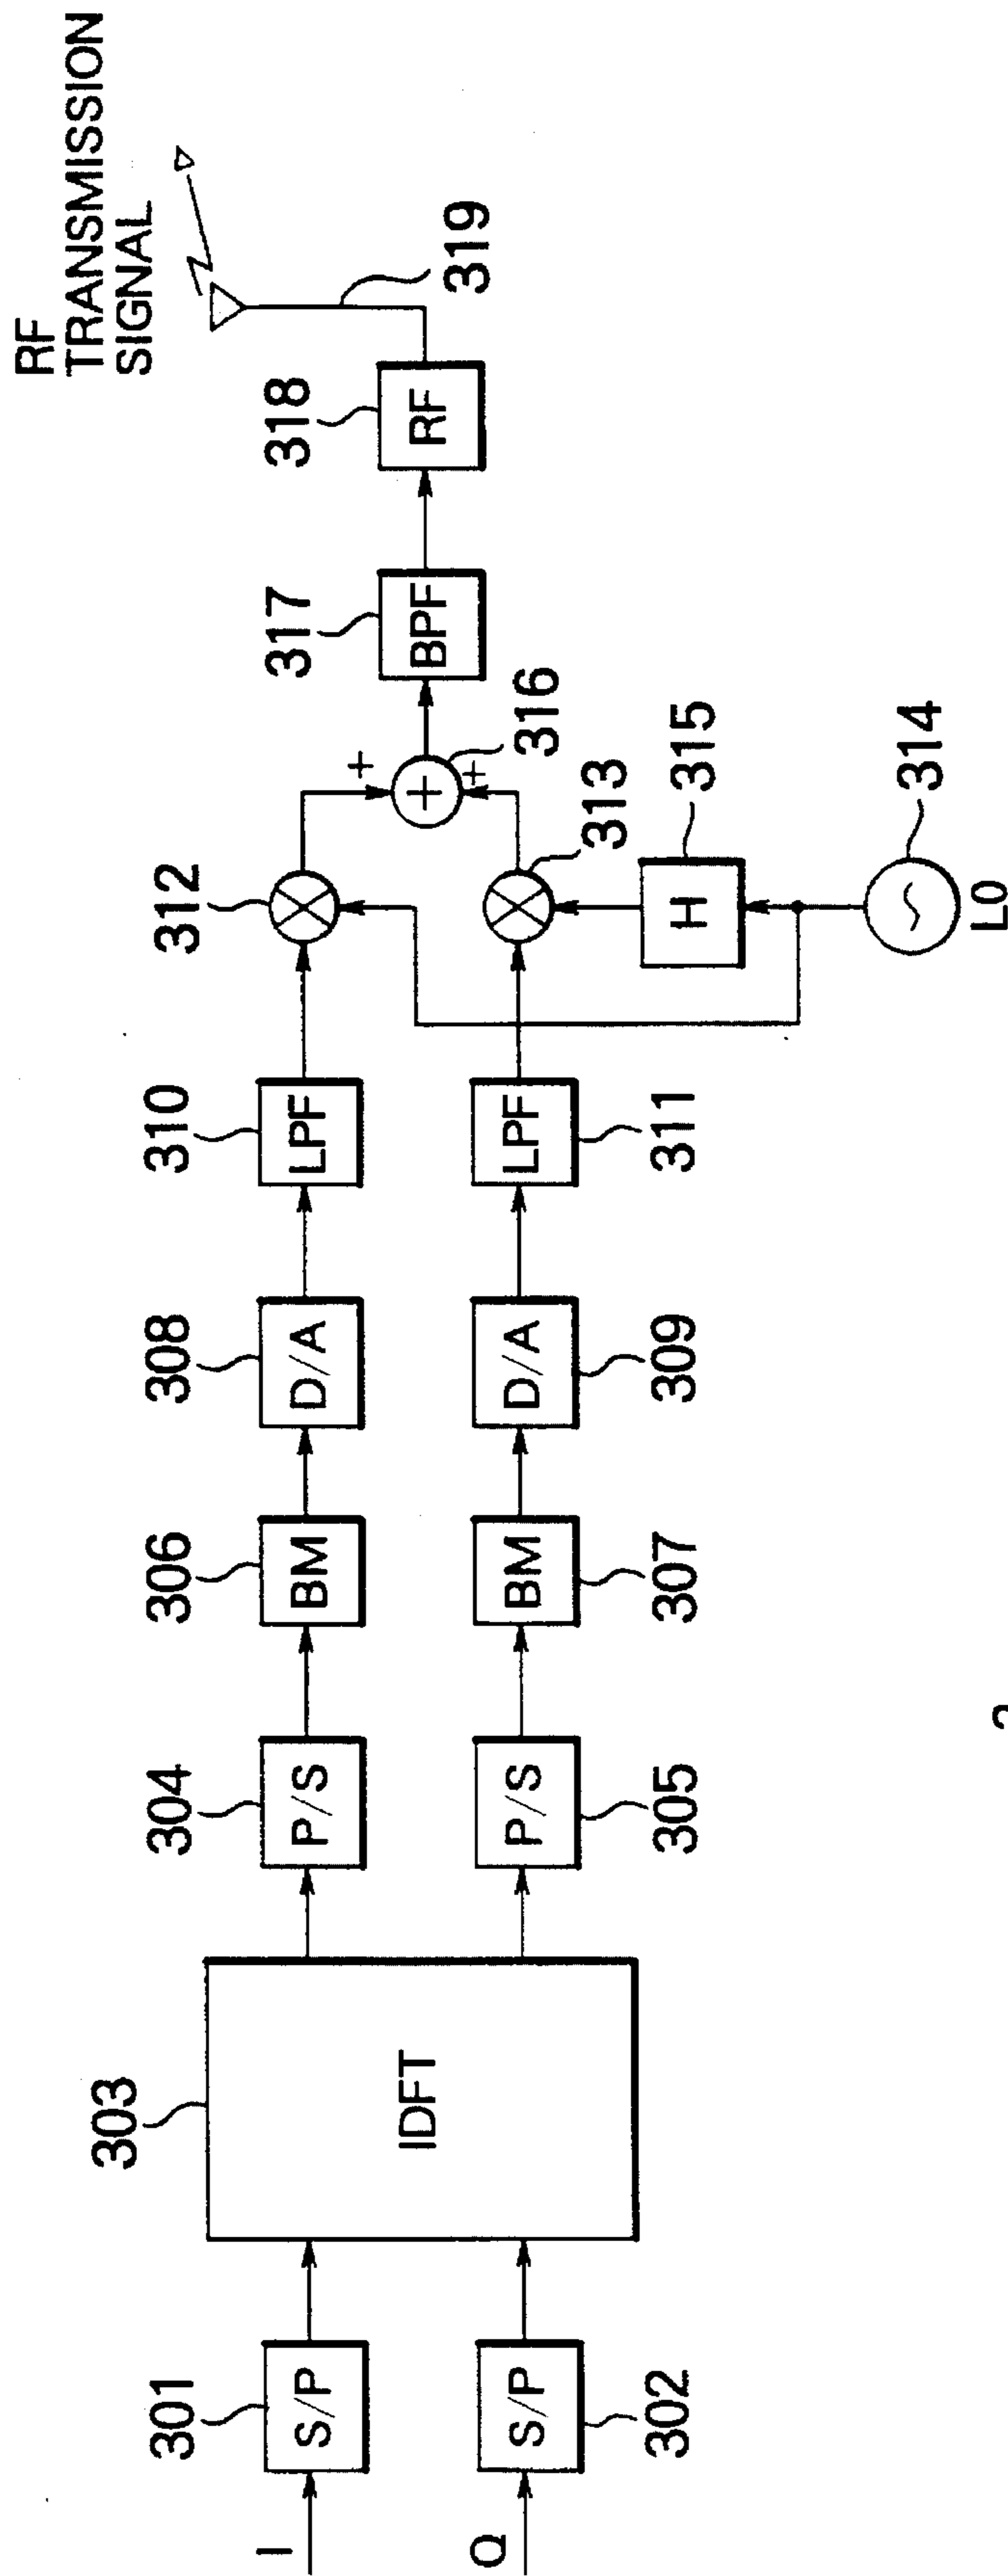 RF
TRANSMISSION
SIGNAL
I
301
S/P
Q
302
S/P
303
IDFT
304
P/S
305
P/S
306
BM
307
BM
308
D/A
309
D/A
310
LPF
311
LPF
312
313
+
+
+
316
H
315
314
LO
317
BPF
318
RF
319